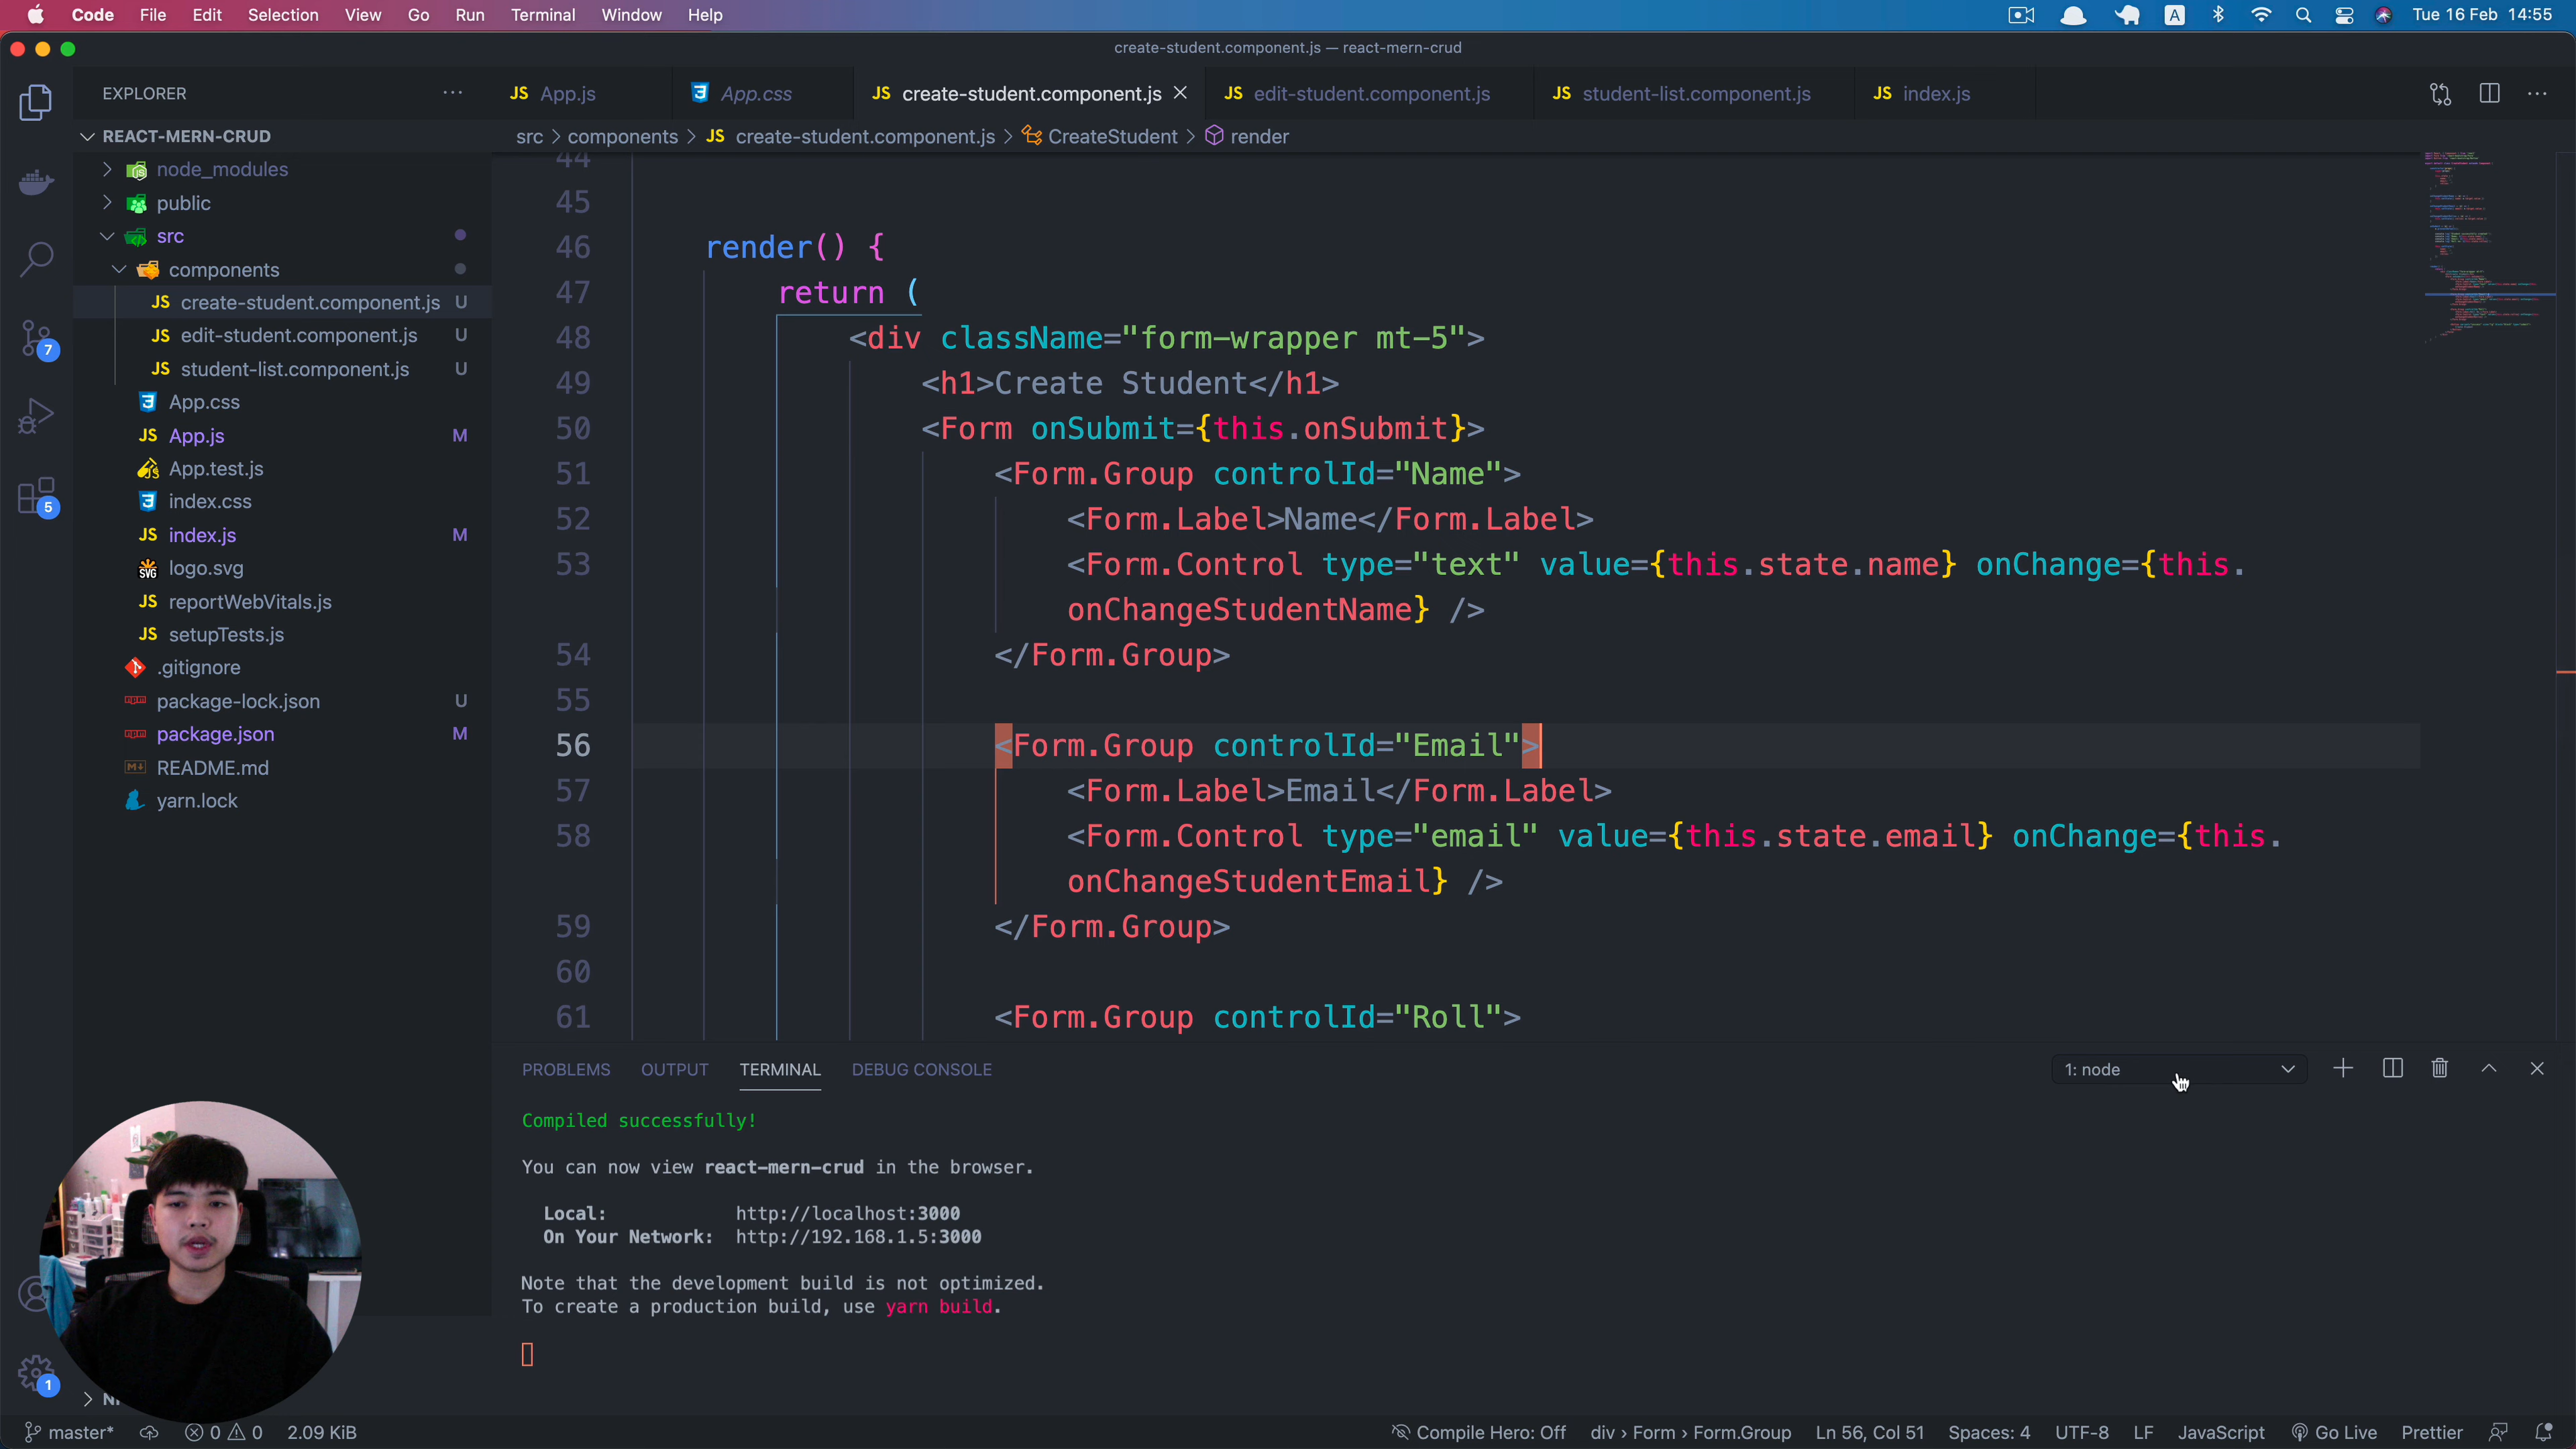 Code File Edit Selection View Go Run Terminal Window Help A Tue 16 Feb 14:55
create-student.component.js — react-mern-crud
EXPLORER ···
JS App.js App.css JS create-student.component.js JS edit-student.component.js JS student-list.component.js JS index.js ···
REACT-MERN-CRUD
src > components > JS create-student.component.js > CreateStudent > render
node_modules
public
src
components
JS create-student.component.js U
JS edit-student.component.js U
JS student-list.component.js U
App.css
JS App.js M
App.test.js
index.css
JS index.js M
SVG logo.svg
JS reportWebVitals.js
JS setupTests.js
.gitignore
package-lock.json U
package.json M
README.md
yarn.lock
7
5
1
44
45
46 render() {
47 return (
48 <div className="form-wrapper mt-5">
49 <h1>Create Student</h1>
50 <Form onSubmit={this.onSubmit}>
51 <Form.Group controlId="Name">
52 <Form.Label>Name</Form.Label>
53 <Form.Control type="text" value={this.state.name} onChange={this.
onChangeStudentName} />
54 </Form.Group>
55
56 <Form.Group controlId="Email">
57 <Form.Label>Email</Form.Label>
58 <Form.Control type="email" value={this.state.email} onChange={this.
onChangeStudentEmail} />
59 </Form.Group>
60
61 <Form.Group controlId="Roll">
PROBLEMS OUTPUT TERMINAL DEBUG CONSOLE 1: node
Compiled successfully!
You can now view react-mern-crud in the browser.
Local: http://localhost:3000
On Your Network: http://192.168.1.5:3000
Note that the development build is not optimized.
To create a production build, use yarn build.
master* 0 0 2.09 KiB Compile Hero: Off div › Form › Form.Group Ln 56, Col 51 Spaces: 4 UTF-8 LF JavaScript Go Live Prettier